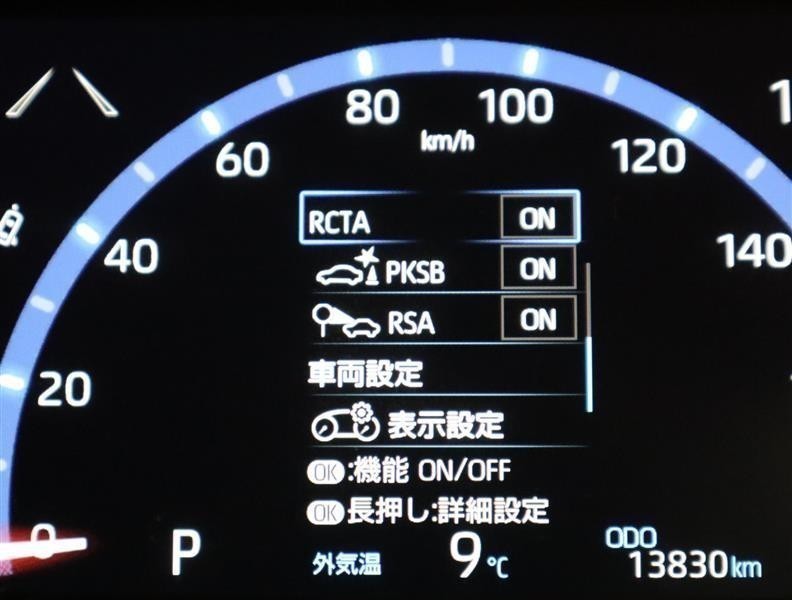 80 100
km/h
60 120
40 140
20
0
RCTA ON
PKSB ON
RSA ON
車両設定
表示設定
OK:機能 ON/OFF
OK長押し:詳細設定
P 外気温 9℃ ODO 13830km